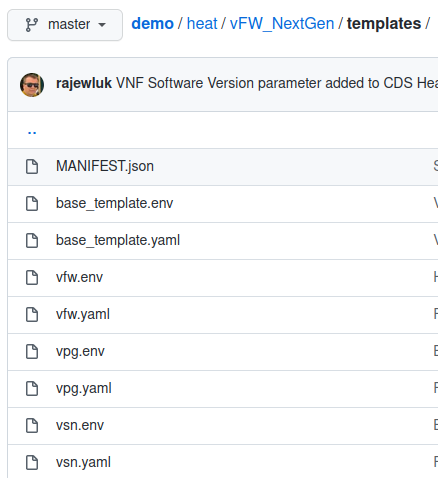 master demo / heat / vFW_NextGen / templates /
rajewluk VNF Software Version parameter added to CDS Hea
..
MANIFEST.json
base_template.env
base_template.yaml
vfw.env
vfw.yaml
vpg.env
vpg.yaml
vsn.env
vsn.yaml